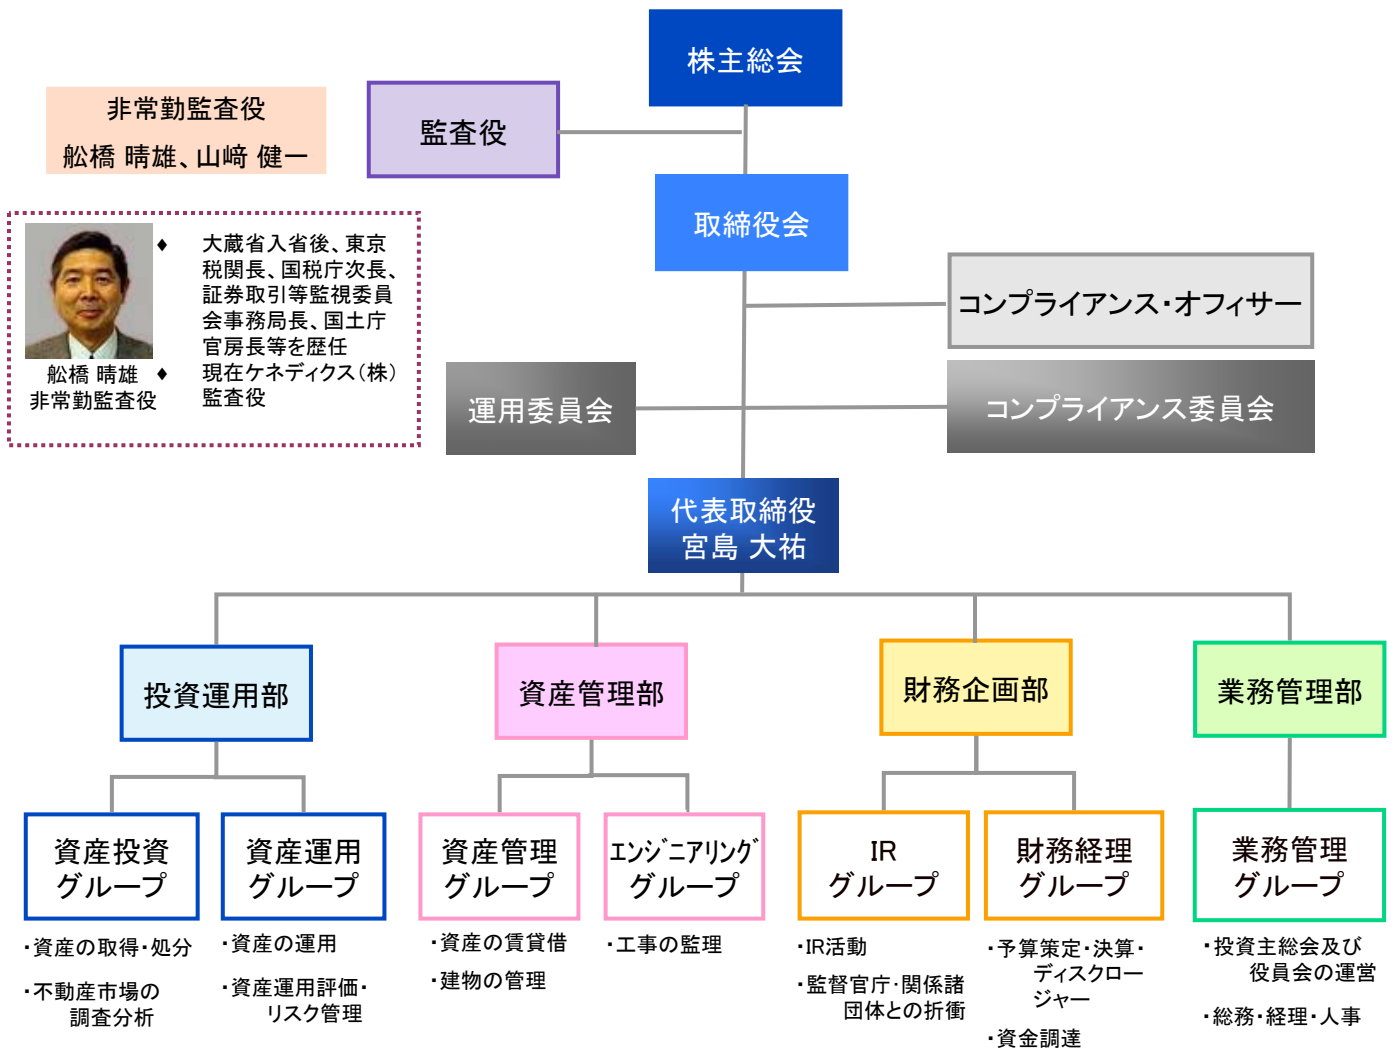 株主総会
非常勤監査役
舩橋 晴雄、山﨑 健一
監査役
取締役会
◆ 大蔵省入省後、東京
税関長、国税庁次長、
証券取引等監視委員
会事務局長、国土庁
官房長等を歴任
◆ 現在ケネディクス(株)
監査役
舩橋 晴雄
非常勤監査役
コンプライアンス・オフィサー
運用委員会
コンプライアンス委員会
代表取締役
宮島 大祐
投資運用部
資産管理部
財務企画部
業務管理部
資産投資
グループ
・資産の取得・処分
・不動産市場の
調査分析
資産運用
グループ
・資産の運用
・資産運用評価・
リスク管理
資産管理
グループ
・資産の賃貸借
・建物の管理
エンジニアリング
グループ
・工事の監理
IR
グループ
・IR活動
・監督官庁・関係諸
団体との折衝
財務経理
グループ
・予算策定・決算・
ディスクロー
ジャー
・資金調達
業務管理
グループ
・投資主総会及び
役員会の運営
・総務・経理・人事